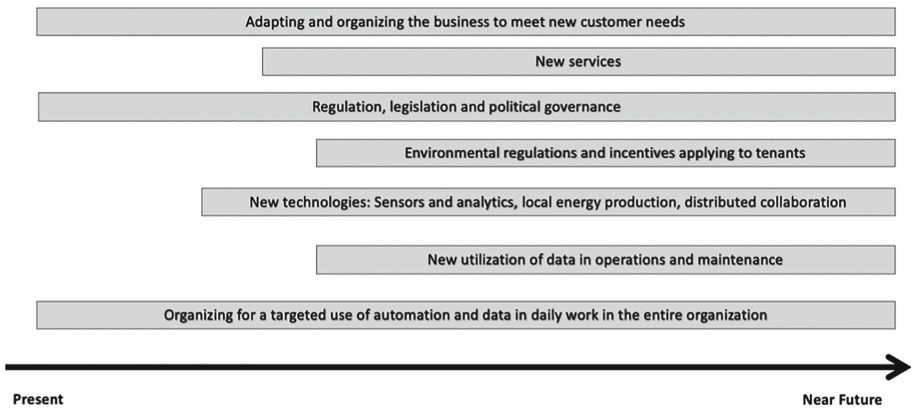 Adapting and organizing the business to meet new customer needs
New services
Regulation, legislation and political governance
Environmental regulations and incentives applying to tenants
New technologies: Sensors and analytics, local energy production, distributed collaboration
New utilization of data in operations and maintenance
Organizing for a targeted use of automation and data in daily work in the entire organization
Present
Near Future